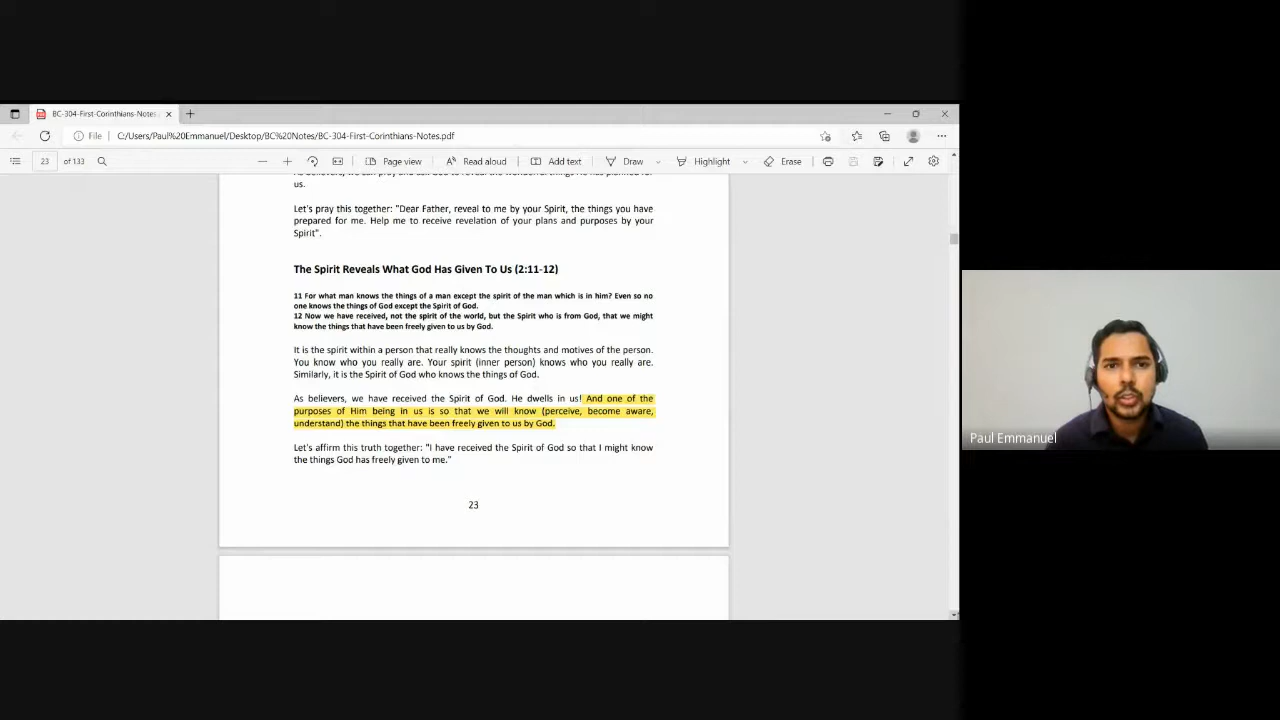 BC-304-First-Corinthians-Notes
File C:/Users/Paul%20Emmanuel/Desktop/BC%20Notes/BC-304-First-Corinthians-Notes.pdf
23 of 133 Page view Read aloud Add text Draw Highlight Erase
us.
Let's pray this together: "Dear Father, reveal to me by your Spirit, the things you have
prepared for me. Help me to receive revelation of your plans and purposes by your
Spirit".
The Spirit Reveals What God Has Given To Us (2:11-12)
11 For what man knows the things of a man except the spirit of the man which is in him? Even so no
one knows the things of God except the Spirit of God.
12 Now we have received, not the spirit of the world, but the Spirit who is from God, that we might
know the things that have been freely given to us by God.
It is the spirit within a person that really knows the thoughts and motives of the person.
You know who you really are. Your spirit (inner person) knows who you really are.
Similarly, it is the Spirit of God who knows the things of God.
As believers, we have received the Spirit of God. He dwells in us! And one of the
purposes of Him being in us is so that we will know (perceive, become aware,
understand) the things that have been freely given to us by God.
Let's affirm this truth together: "I have received the Spirit of God so that I might know
the things God has freely given to me."
23
Paul Emmanuel